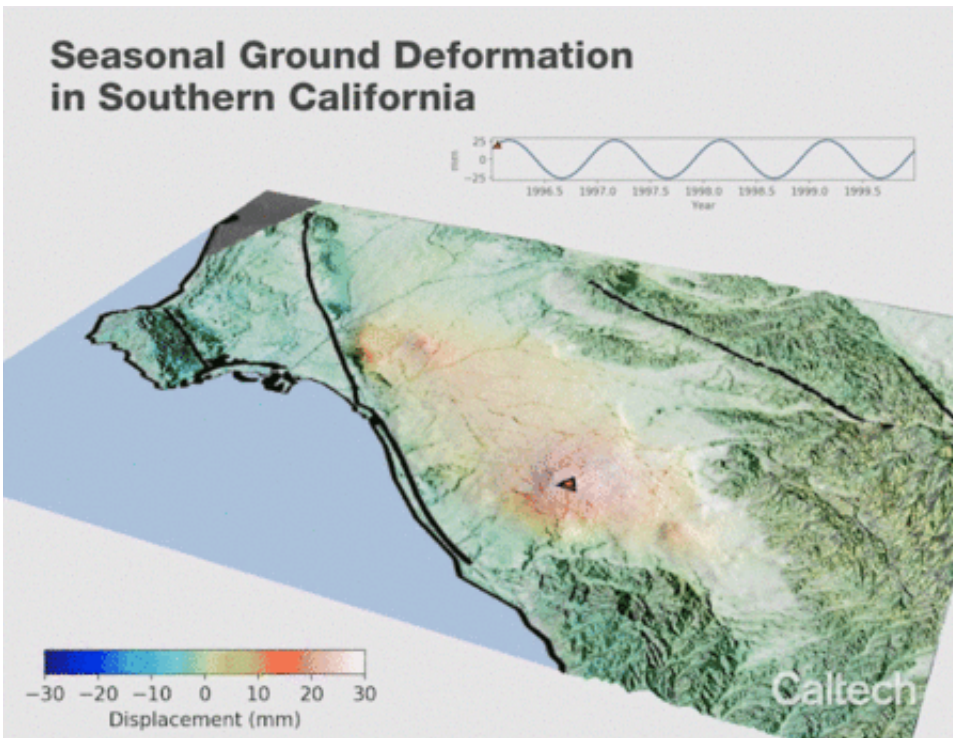 Seasonal Ground Deformation
in Southern California
25
0
−25
mm
1996.5 1997.0 1997.5 1998.0 1998.5 1999.0 1999.5
Year
−30 −20 −10 0 10 20 30
Displacement (mm)
Caltech